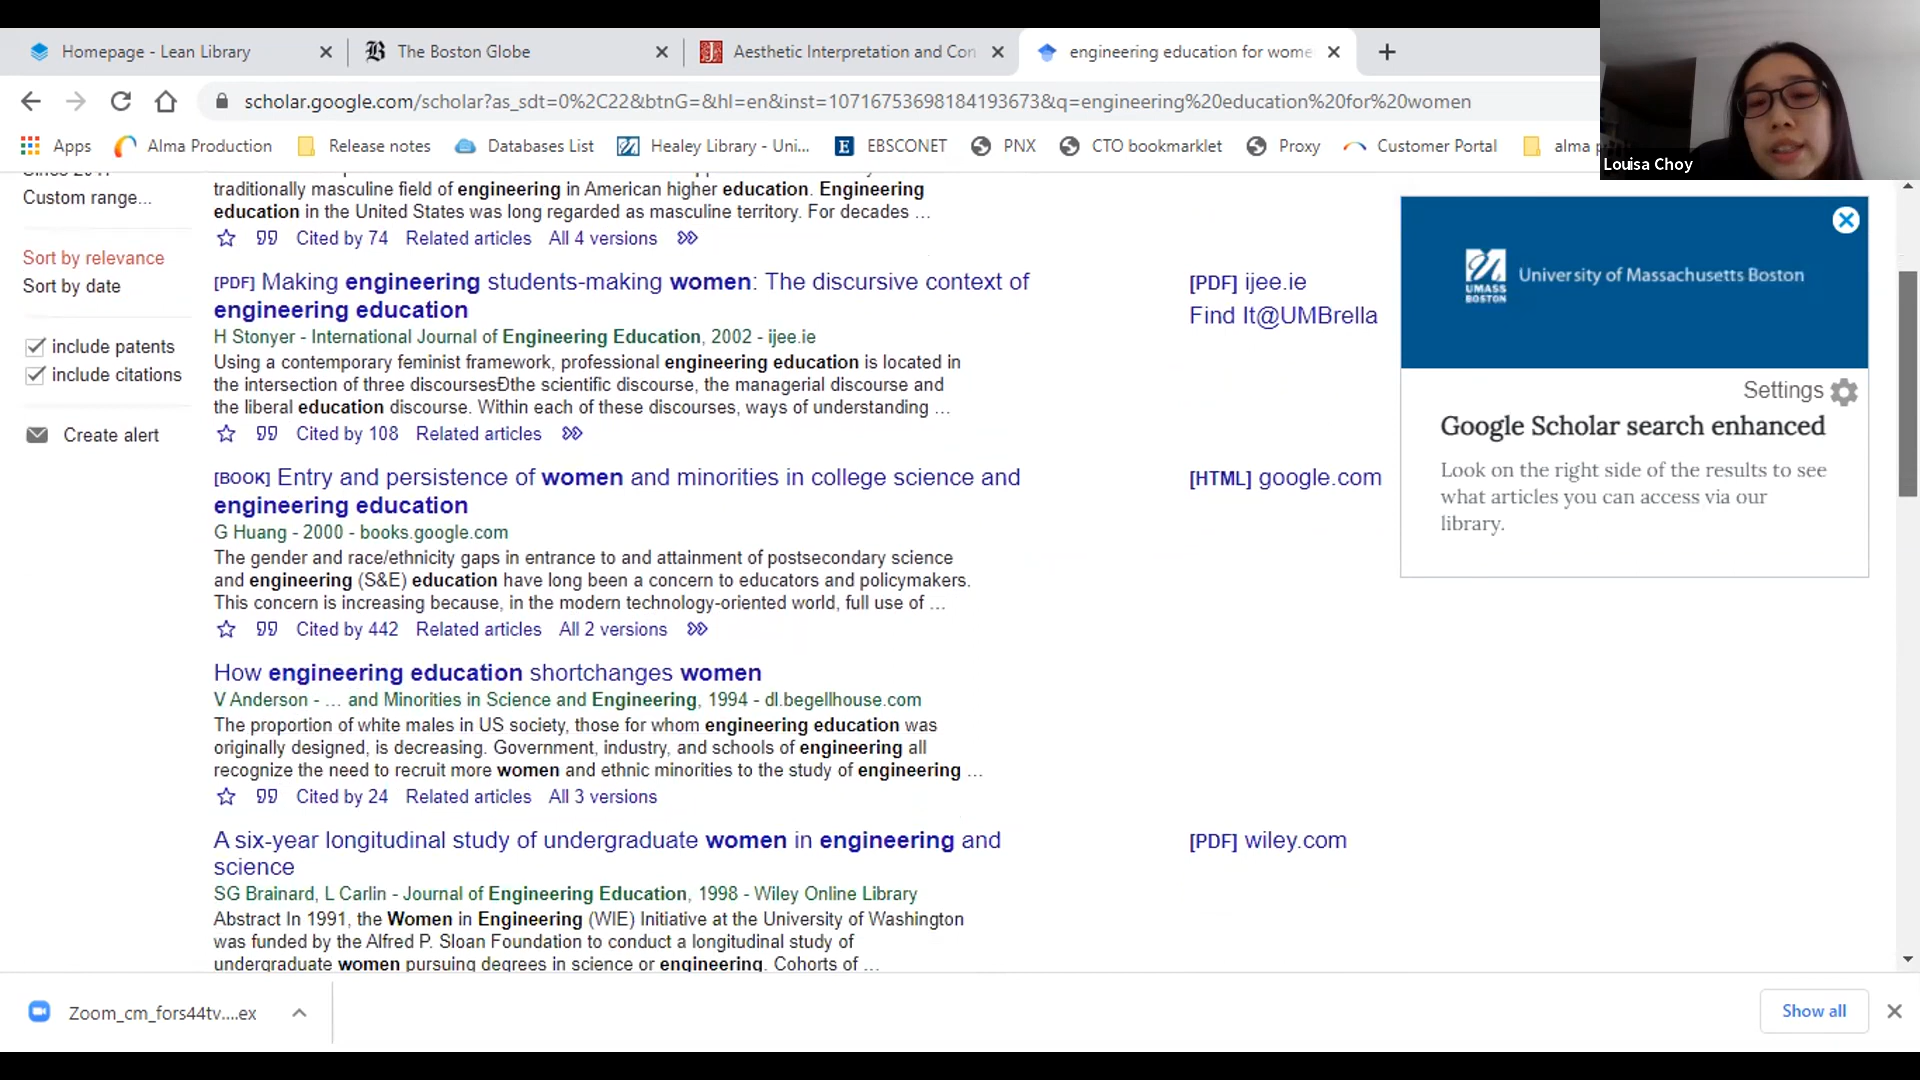 Homepage - Lean Library
The Boston Globe
Aesthetic Interpretation and Con
engineering education for wome
scholar.google.com/scholar?as_sdt=0%2C22&btnG=&hl=en&inst=10716753698184193673&q=engineering%20education%20for%20women
Apps
Alma Production
Release notes
Databases List
Healey Library - Uni...
EBSCONET
PNX
CTO bookmarklet
Proxy
Customer Portal
alma p
Louisa Choy
Custom range...
Sort by relevance
Sort by date
include patents
include citations
Create alert
traditionally masculine field of engineering in American higher education. Engineering
education in the United States was long regarded as masculine territory. For decades ...
Cited by 74 Related articles All 4 versions
[PDF] Making engineering students-making women: The discursive context of
engineering education
H Stonyer - International Journal of Engineering Education, 2002 - ijee.ie
Using a contemporary feminist framework, professional engineering education is located in
the intersection of three discoursesÐthe scientific discourse, the managerial discourse and
the liberal education discourse. Within each of these discourses, ways of understanding ...
Cited by 108 Related articles
[PDF] ijee.ie
Find It@UMBrella
[BOOK] Entry and persistence of women and minorities in college science and
engineering education
G Huang - 2000 - books.google.com
The gender and race/ethnicity gaps in entrance to and attainment of postsecondary science
and engineering (S&E) education have long been a concern to educators and policymakers.
This concern is increasing because, in the modern technology-oriented world, full use of ...
Cited by 442 Related articles All 2 versions
[HTML] google.com
How engineering education shortchanges women
V Anderson - ... and Minorities in Science and Engineering, 1994 - dl.begellhouse.com
The proportion of white males in US society, those for whom engineering education was
originally designed, is decreasing. Government, industry, and schools of engineering all
recognize the need to recruit more women and ethnic minorities to the study of engineering ...
Cited by 24 Related articles All 3 versions
A six-year longitudinal study of undergraduate women in engineering and
science
SG Brainard, L Carlin - Journal of Engineering Education, 1998 - Wiley Online Library
Abstract In 1991, the Women in Engineering (WIE) Initiative at the University of Washington
was funded by the Alfred P. Sloan Foundation to conduct a longitudinal study of
undergraduate women pursuing degrees in science or engineering. Cohorts of ...
[PDF] wiley.com
UMASS
BOSTON
University of Massachusetts Boston
Settings
Google Scholar search enhanced
Look on the right side of the results to see
what articles you can access via our
library.
Zoom_cm_fors44tv....ex
Show all